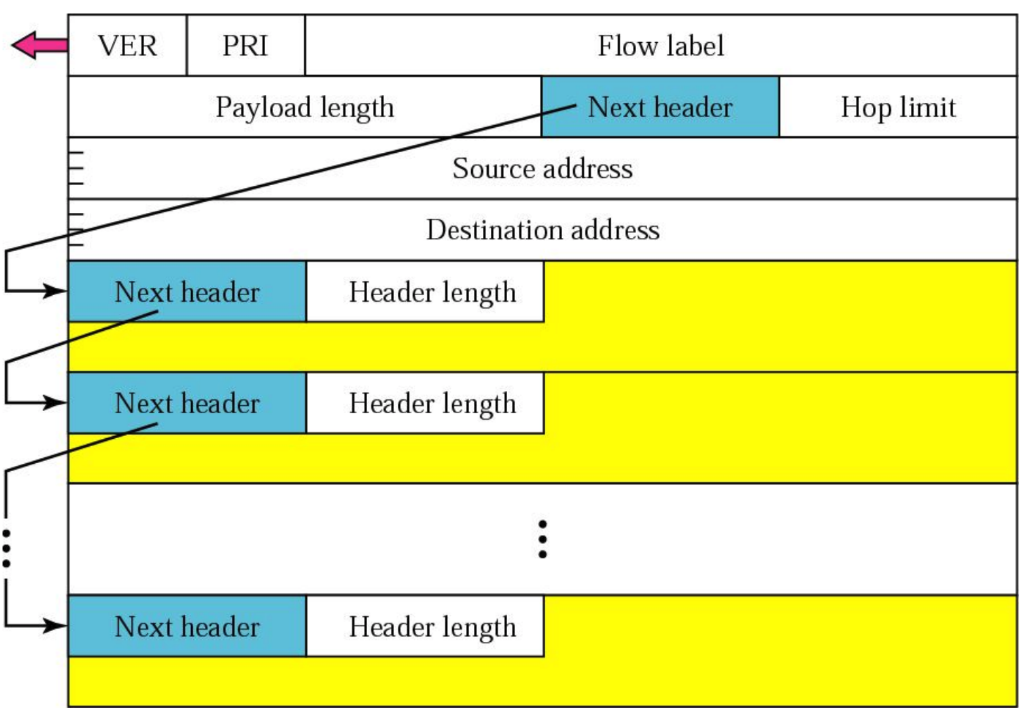 VER PRI Flow label
Payload length Next header Hop limit
Source address
Destination address
Next header Header length
Next header Header length
Next header Header length